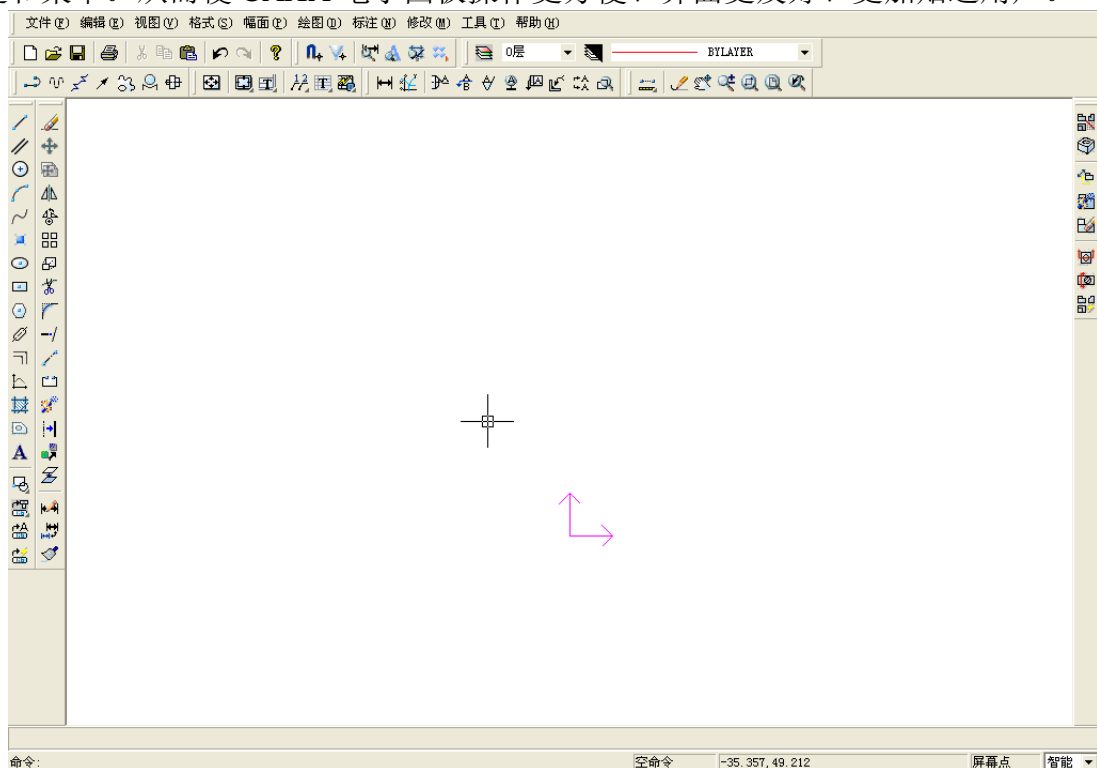 文件(F) 编辑(E) 视图(V) 格式(S) 幅面(P) 绘图(D) 标注(N) 修改(M) 工具(T) 帮助(H)
0层 BYLAYER
命令: 空命令 -35.357,49.212 屏幕点 智能